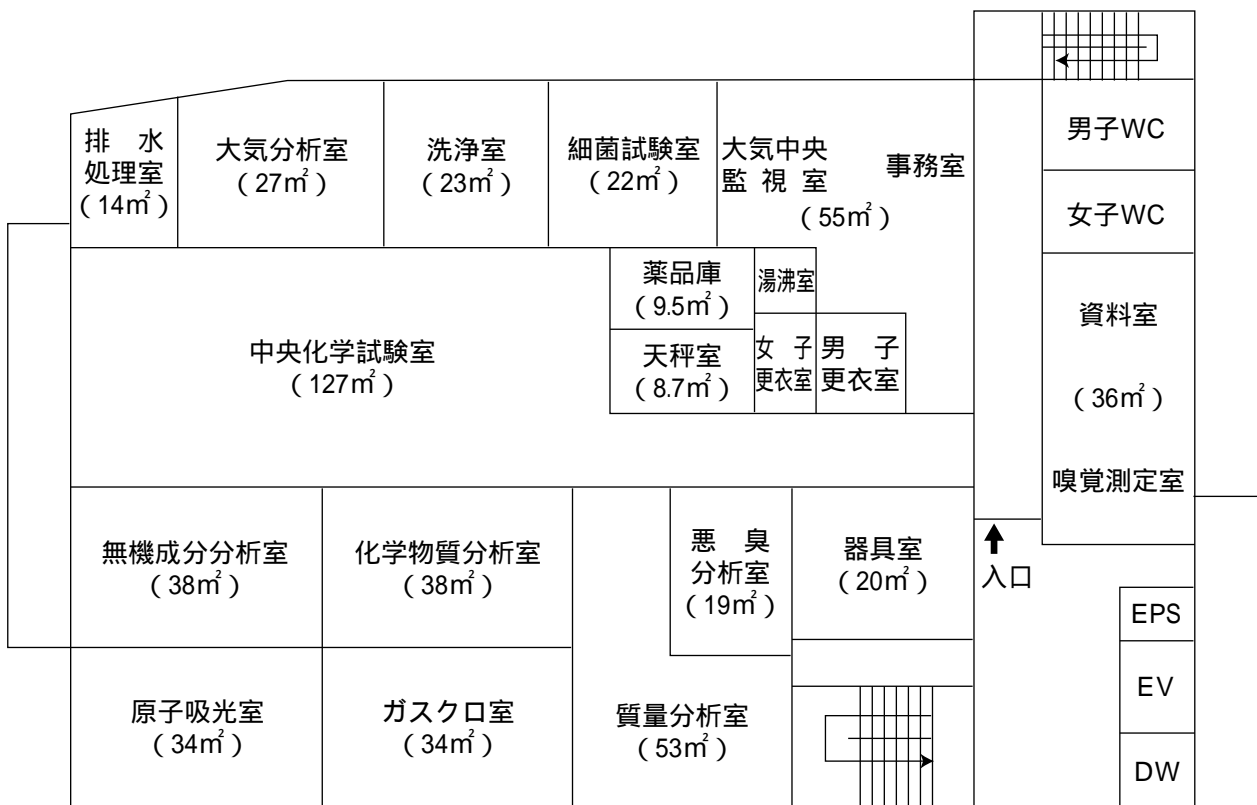 排 水
処理室
（14㎡）
大気分析室
（27㎡）
洗浄室
（23㎡）
細菌試験室
（22㎡）
大気中央
監 視 室
事務室
（55㎡）
男子WC
女子WC
薬品庫
（9.5㎡）
湯沸室
資料室
（36㎡）
嗅覚測定室
中央化学試験室
（127㎡）
天秤室
（8.7㎡）
女 子
更衣室
男 子
更衣室
無機成分分析室
（38㎡）
化学物質分析室
（38㎡）
悪 臭
分析室
（19㎡）
器具室
（20㎡）
入口
EPS
EV
DW
原子吸光室
（34㎡）
ガスクロ室
（34㎡）
質量分析室
（53㎡）